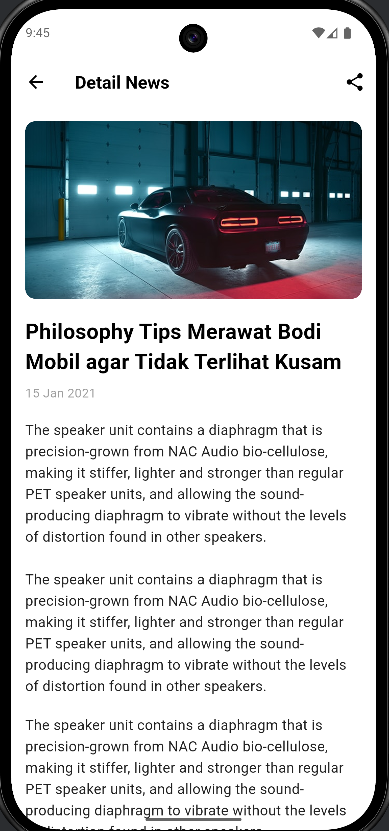 9:45
Detail News
Philosophy Tips Merawat Bodi
Mobil agar Tidak Terlihat Kusam
15 Jan 2021
The speaker unit contains a diaphragm that is
precision-grown from NAC Audio bio-cellulose,
making it stiffer, lighter and stronger than regular
PET speaker units, and allowing the sound-
producing diaphragm to vibrate without the levels
of distortion found in other speakers.
The speaker unit contains a diaphragm that is
precision-grown from NAC Audio bio-cellulose,
making it stiffer, lighter and stronger than regular
PET speaker units, and allowing the sound-
producing diaphragm to vibrate without the levels
of distortion found in other speakers.
The speaker unit contains a diaphragm that is
precision-grown from NAC Audio bio-cellulose,
making it stiffer, lighter and stronger than regular
PET speaker units, and allowing the sound-
producing diaphragm to vibrate without the levels